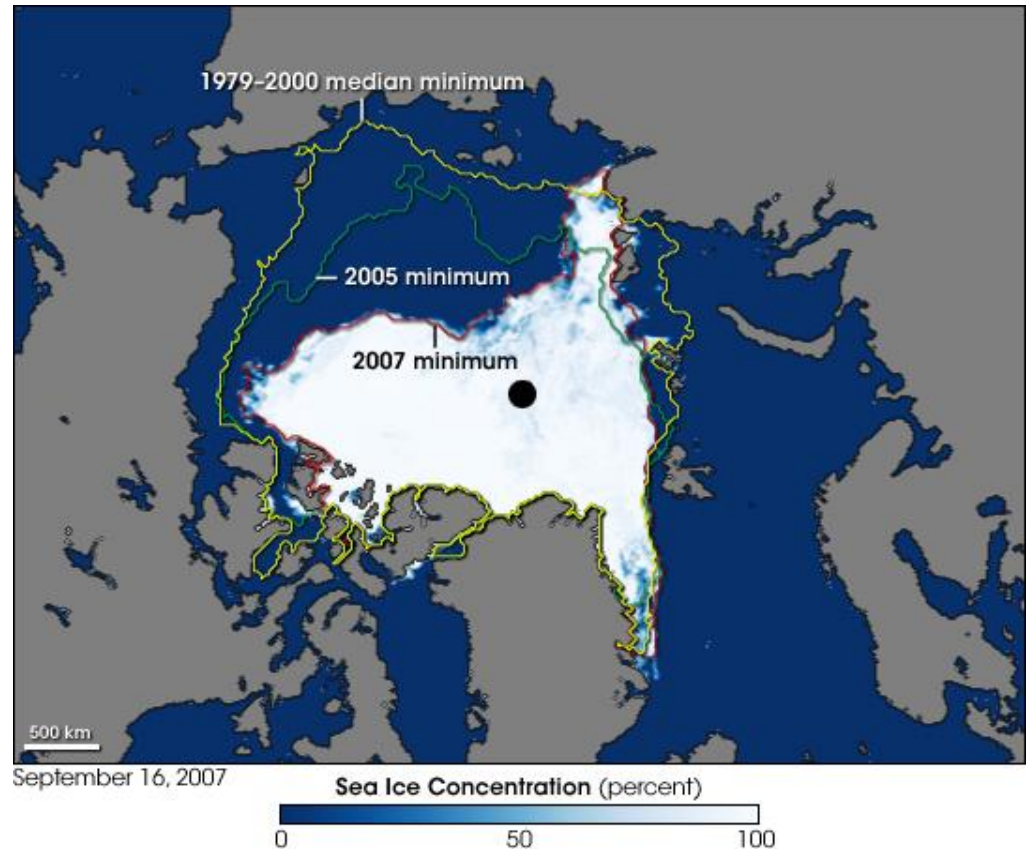 1979–2000 median minimum
2005 minimum
2007 minimum
500 km
September 16, 2007
Sea Ice Concentration (percent)
0 50 100